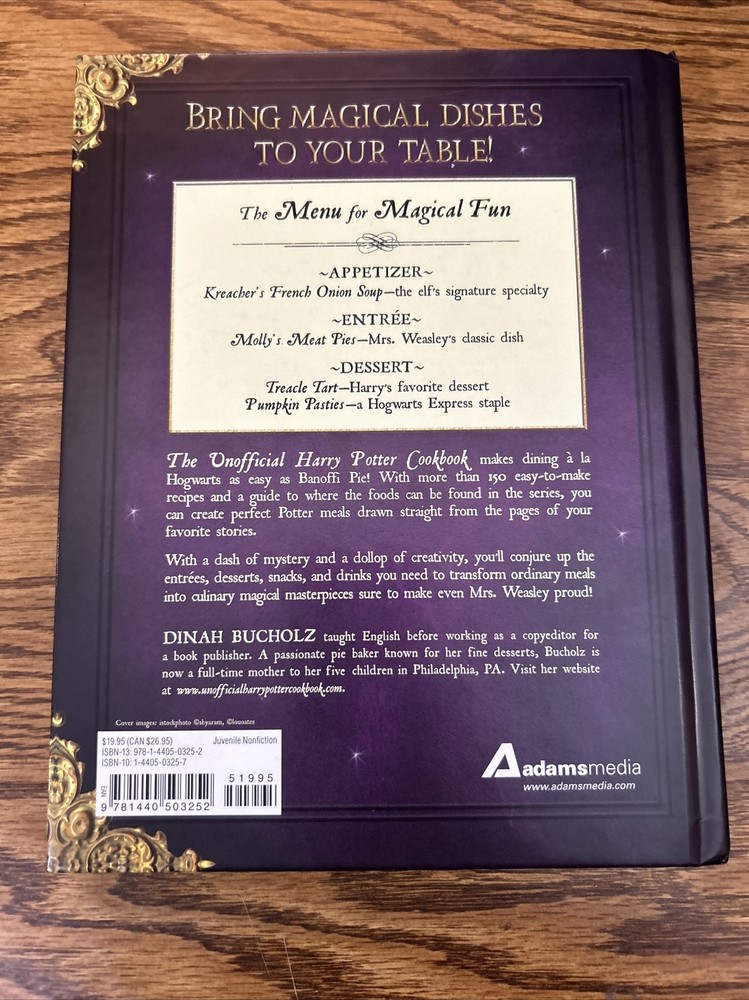 BRING MAGICAL DISHES
TO YOUR TABLE!
The Menu for Magical Fun
~APPETIZER~
Kreacher's French Onion Soup—the elf's signature specialty
~ENTRÉE~
Molly's Meat Pies—Mrs. Weasley's classic dish
~DESSERT~
Treacle Tart—Harry's favorite dessert
Pumpkin Pasties—a Hogwarts Express staple
The Unofficial Harry Potter Cookbook makes dining à la
Hogwarts as easy as Banoffi Pie! With more than 150 easy-to-make
recipes and a guide to where the foods can be found in the series, you
can create perfect Potter meals drawn straight from the pages of your
favorite stories.
With a dash of mystery and a dollop of creativity, you'll conjure up the
entrées, desserts, snacks, and drinks you need to transform ordinary meals
into culinary magical masterpieces sure to make even Mrs. Weasley proud!
DINAH BUCHOLZ taught English before working as a copyeditor for
a book publisher. A passionate pie baker known for her fine desserts, Bucholz is
now a full-time mother to her five children in Philadelphia, PA. Visit her website
at www.unofficialharrypottercookbook.com.
Cover images: istockphoto ©sbyaram, ©louoates
$19.95 (CAN $26.95) Juvenile Nonfiction
ISBN-13: 978-1-4405-0325-2
ISBN-10: 1-4405-0325-7
51995
EAN
9 781440 503252
adamsmedia
www.adamsmedia.com